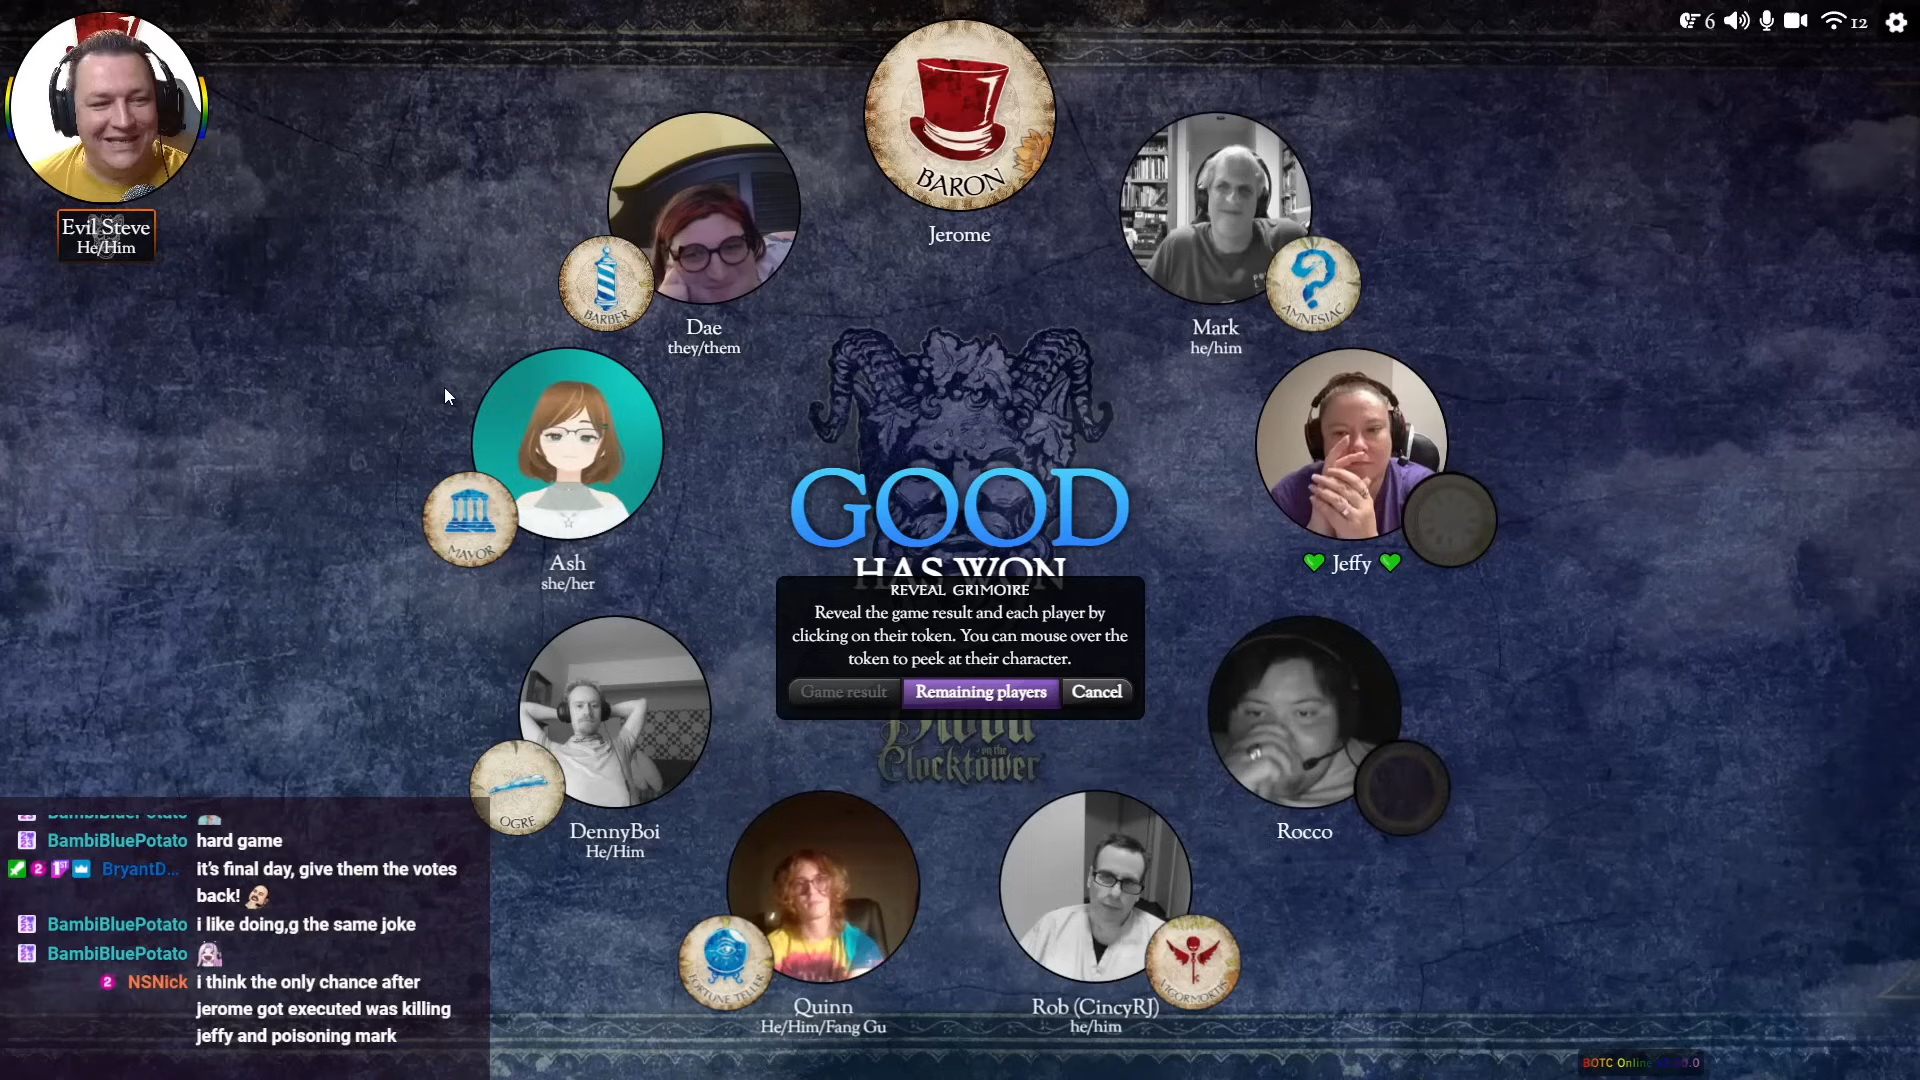 6
12
Evil Steve
He/Him
BARON
Jerome
BARBER
Dae
they/them
AMNESIAC
Mark
he/him
MAYOR
Ash
she/her
Jeffy
GOOD
HAS WON
REVEAL GRIMOIRE
Reveal the game result and each player by
clicking on their token. You can mouse over the
token to peek at their character.
Game result
Remaining players
Cancel
Blood
on the
Clocktower
OGRE
DennyBoi
He/Him
Rocco
FORTUNE TELLER
Quinn
He/Him/Fang Gu
VIGORMORTIS
Rob (CincyRJ)
he/him
BambiBluePotato
BambiBluePotato hard game
BryantD... it's final day, give them the votes
back!
BambiBluePotato i like doing,g the same joke
BambiBluePotato
2 NSNick i think the only chance after
jerome got executed was killing
jeffy and poisoning mark
BOTC Online